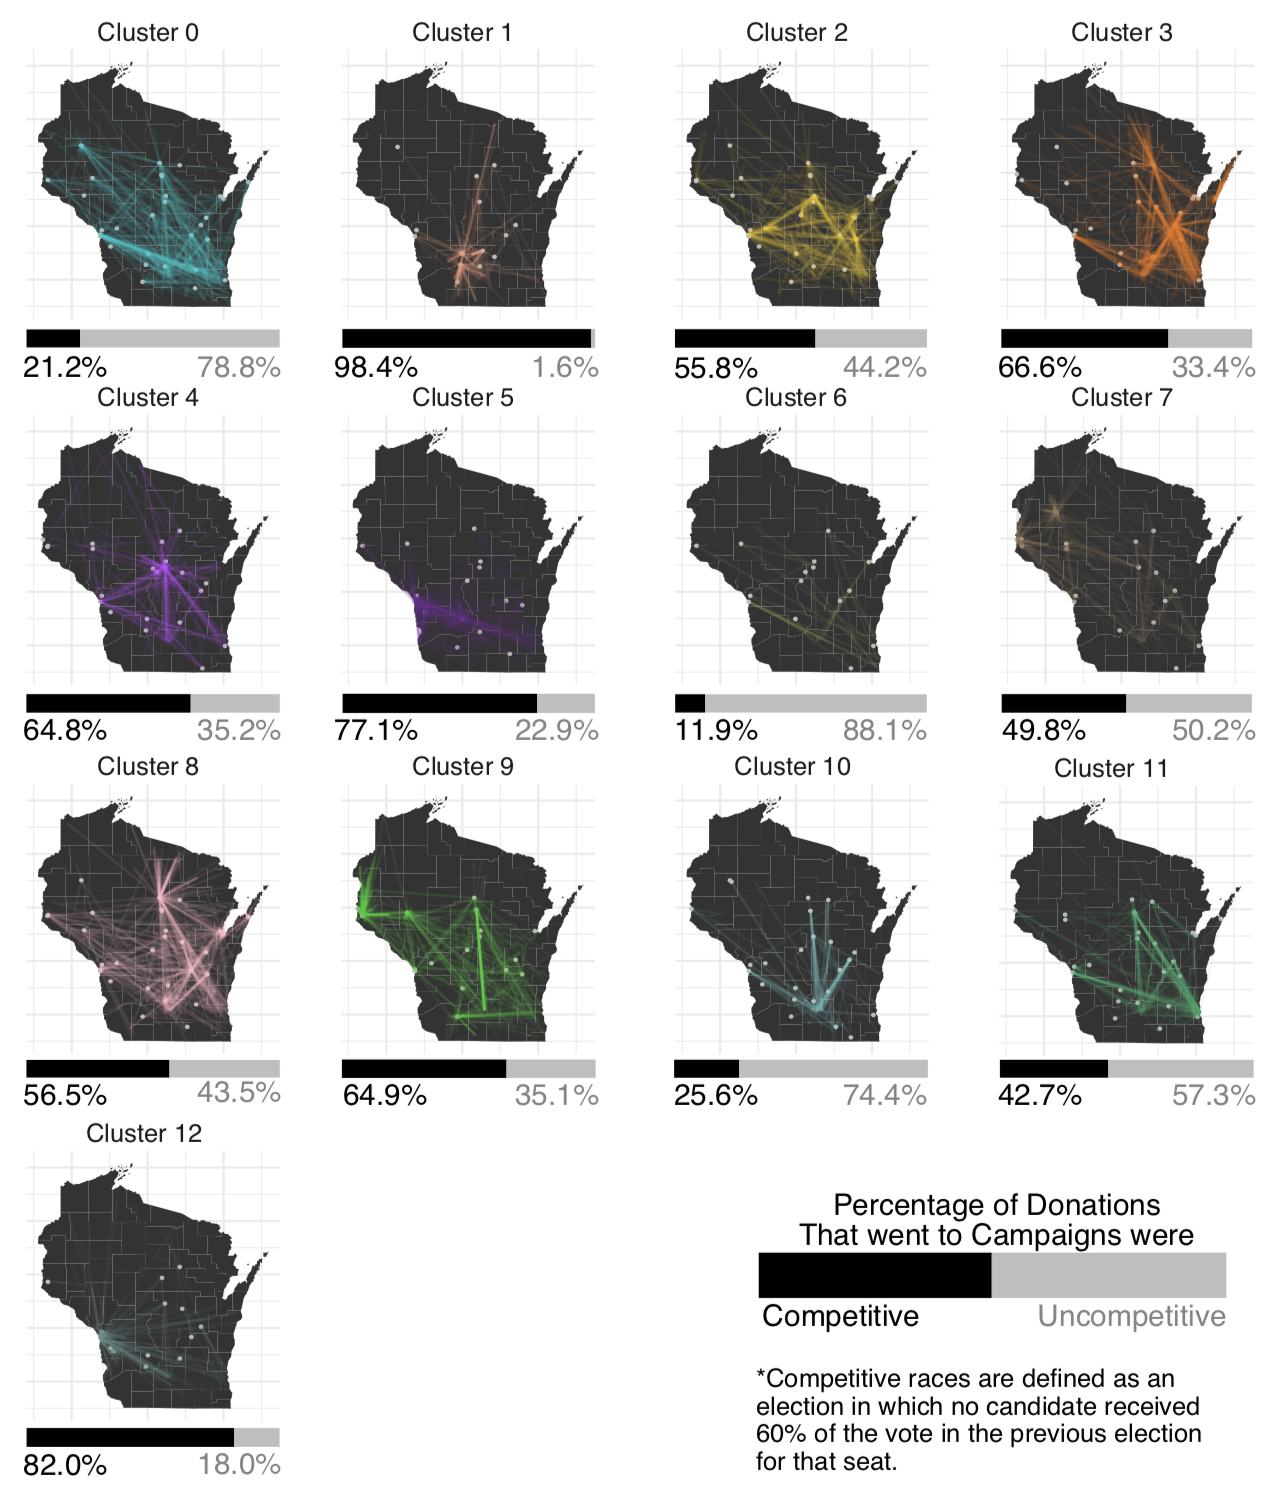 Cluster 0
Cluster 1
Cluster 2
Cluster 3
21.2%
78.8%
98.4%
1.6%
55.8%
44.2%
66.6%
33.4%
Cluster 4
Cluster 5
Cluster 6
Cluster 7
64.8%
35.2%
77.1%
22.9%
11.9%
88.1%
49.8%
50.2%
Cluster 8
Cluster 9
Cluster 10
Cluster 11
56.5%
43.5%
64.9%
35.1%
25.6%
74.4%
42.7%
57.3%
Cluster 12
82.0%
18.0%
Percentage of Donations
That went to Campaigns were
Competitive
Uncompetitive
*Competitive races are defined as an
election in which no candidate received
60% of the vote in the previous election
for that seat.